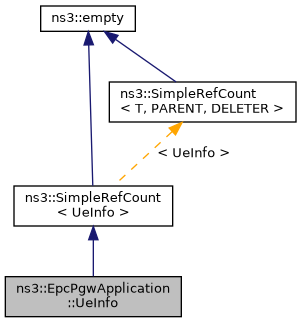 ns3::empty
ns3::SimpleRefCount
< T, PARENT, DELETER >
< UeInfo >
ns3::SimpleRefCount
< UeInfo >
ns3::EpcPgwApplication
::UeInfo